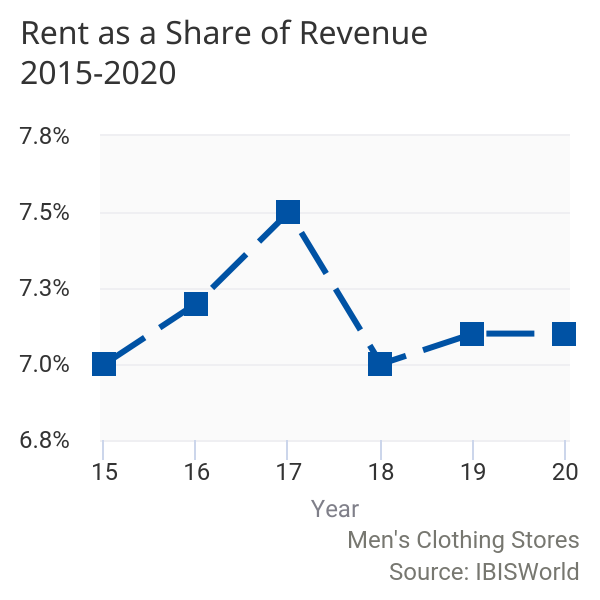 Rent as a Share of Revenue
2015-2020
7.8%
7.5%
7.3%
7.0%
6.8%
15 16 17 18 19 20
Year
Men's Clothing Stores
Source: IBISWorld